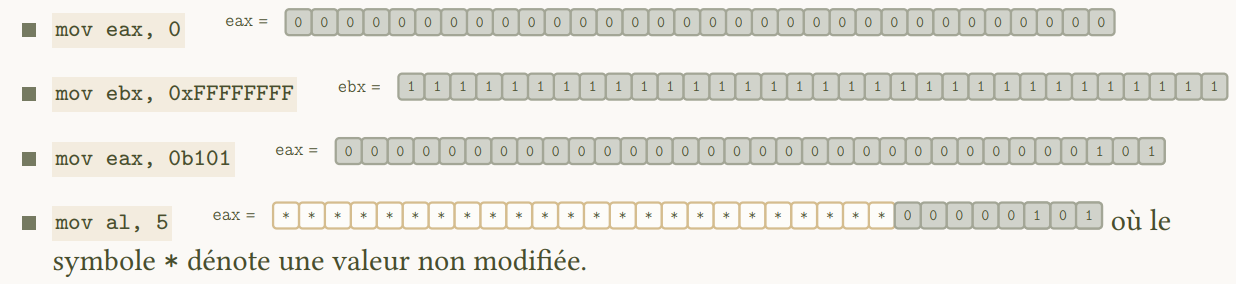 mov eax, 0 eax = 0 0 0 0 0 0 0 0 0 0 0 0 0 0 0 0 0 0 0 0 0 0 0 0 0 0 0 0 0 0 0 0
mov ebx, 0xFFFFFFFF ebx = 1 1 1 1 1 1 1 1 1 1 1 1 1 1 1 1 1 1 1 1 1 1 1 1 1 1 1 1 1 1 1 1
mov eax, 0b101 eax = 0 0 0 0 0 0 0 0 0 0 0 0 0 0 0 0 0 0 0 0 0 0 0 0 0 0 0 0 0 1 0 1
mov al, 5 eax = * * * * * * * * * * * * * * * * * * * * * * * * 0 0 0 0 0 1 0 1 où le
symbole * dénote une valeur non modifiée.